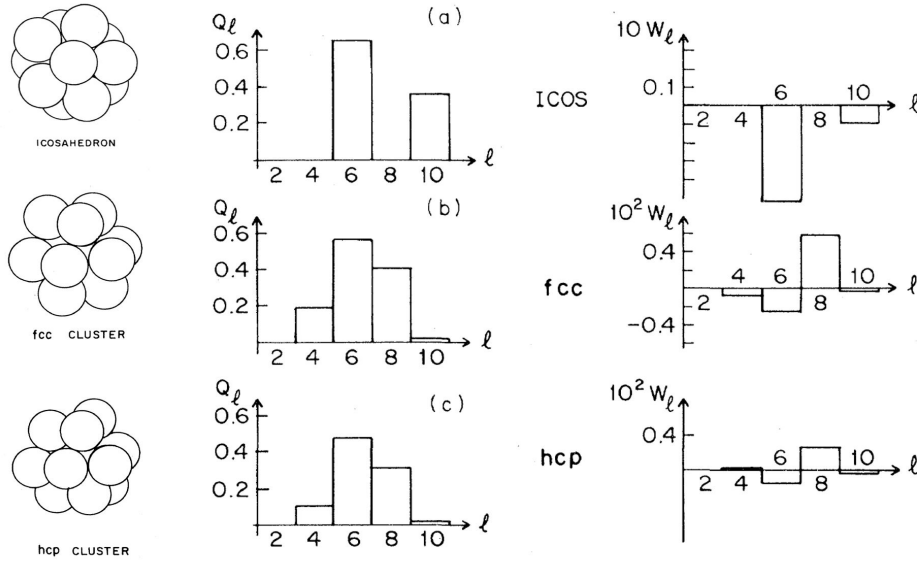 ICOSAHEDRON
(a)
Qℓ
0.6
0.4
0.2
2 4 6 8 10 ℓ
ICOS
10 Wℓ
0.1
6 10
2 4 8 ℓ
fcc CLUSTER
(b)
Qℓ
0.6
0.4
0.2
2 4 6 8 10 ℓ
fcc
10² Wℓ
0.4
4 6 10
2 8 ℓ
-0.4
hcp CLUSTER
(c)
Qℓ
0.6
0.4
0.2
2 4 6 8 10 ℓ
hcp
10² Wℓ
0.4
6 10
2 4 8 ℓ